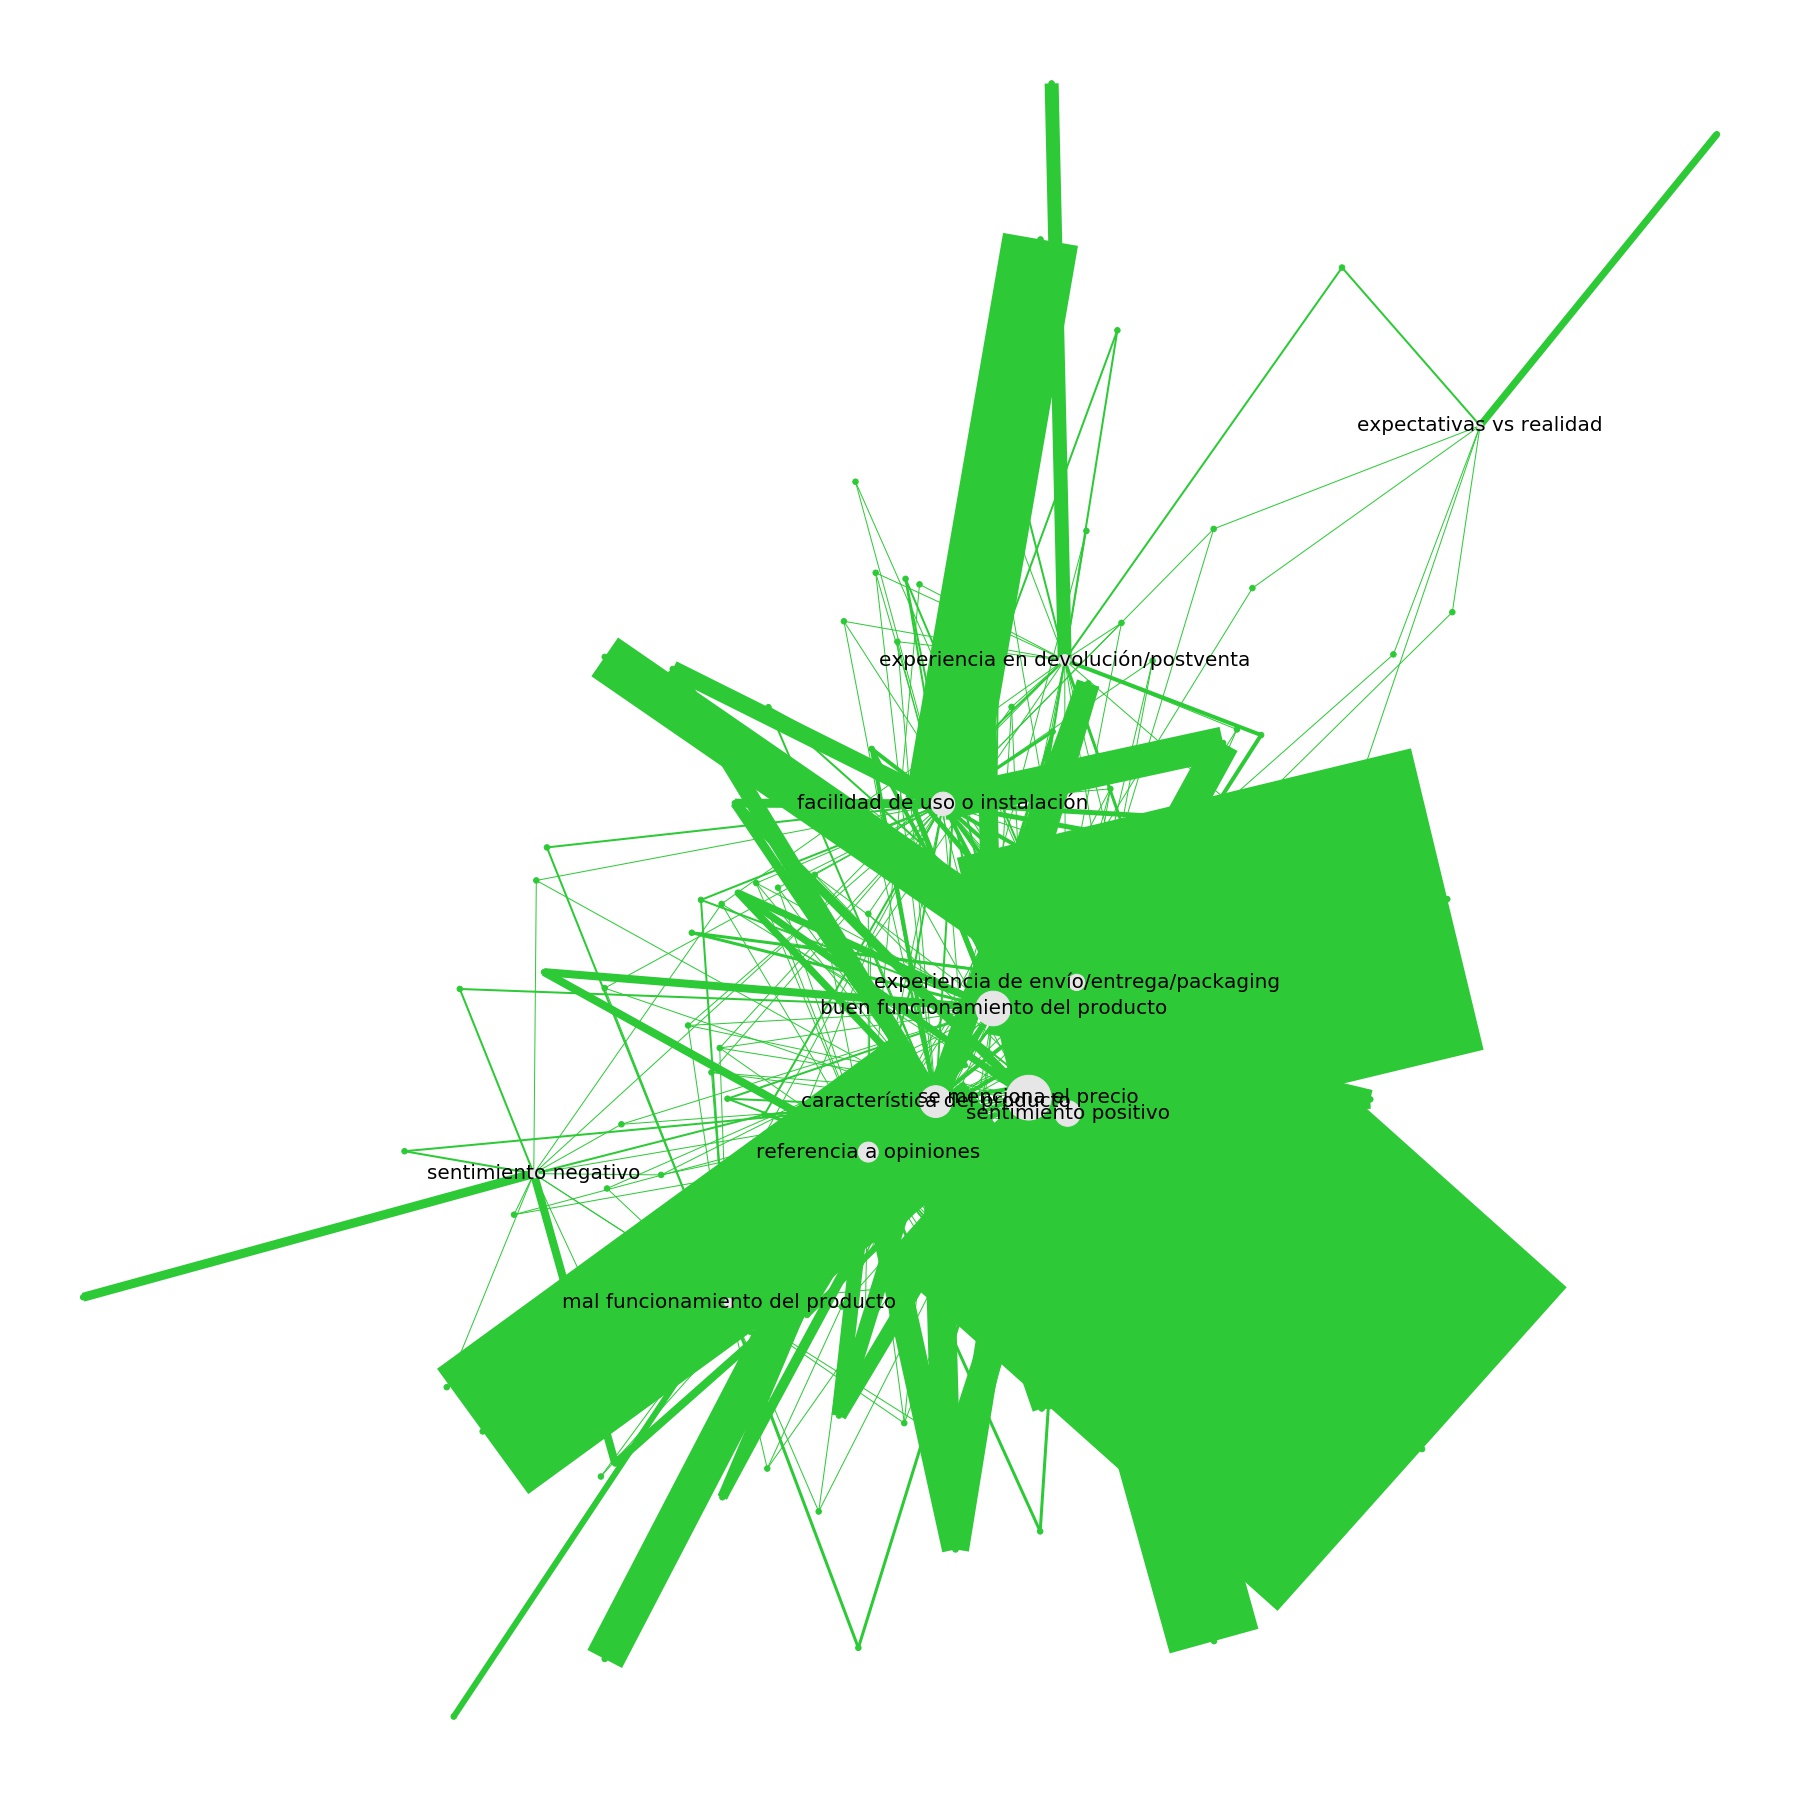 expectativas vs realidad
experiencia en devolución/postventa
facilidad de uso o instalación
experiencia de envío/entrega/packaging
buen funcionamiento del producto
se menciona el precio
característica del producto
sentimiento positivo
referencia a opiniones
sentimiento negativo
mal funcionamiento del producto